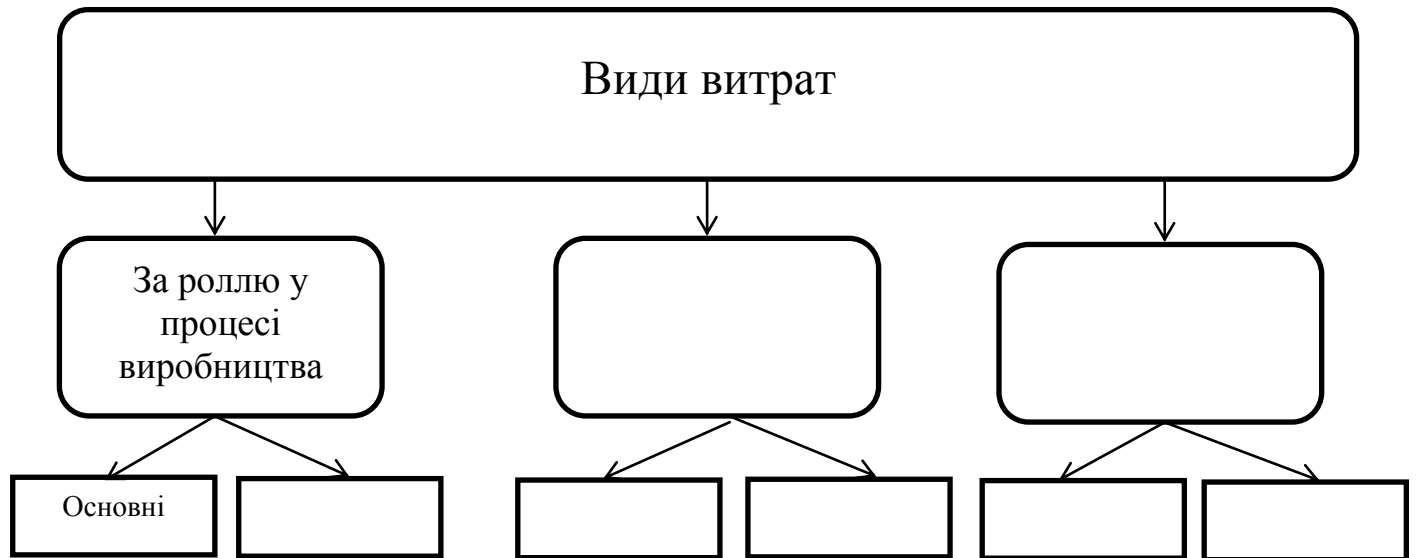 Види витрат
За роллю у
процесі
виробництва
Основні